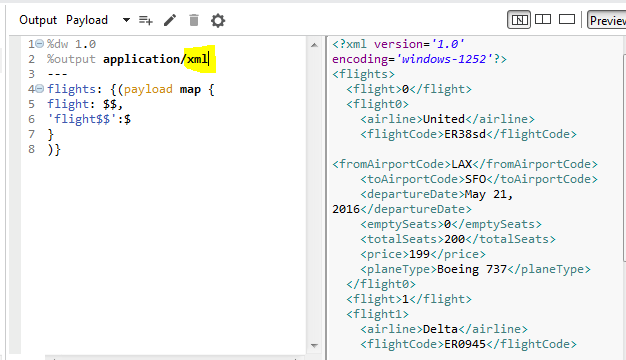 Output Payload
Preview
1 %dw 1.0
2 %output application/xml
3 ---
4 flights: {(payload map {
5 flight: $$,
6 'flight$$':$
7 }
8 )}
<?xml version='1.0'
encoding='windows-1252'?>
<flights>
<flight>0</flight>
<flight0>
<airline>United</airline>
<flightCode>ER38sd</flightCode>
<fromAirportCode>LAX</fromAirportCode>
<toAirportCode>SFO</toAirportCode>
<departureDate>May 21,
2016</departureDate>
<emptySeats>0</emptySeats>
<totalSeats>200</totalSeats>
<price>199</price>
<planeType>Boeing 737</planeType>
</flight0>
<flight>1</flight>
<flight1>
<airline>Delta</airline>
<flightCode>ER0945</flightCode>